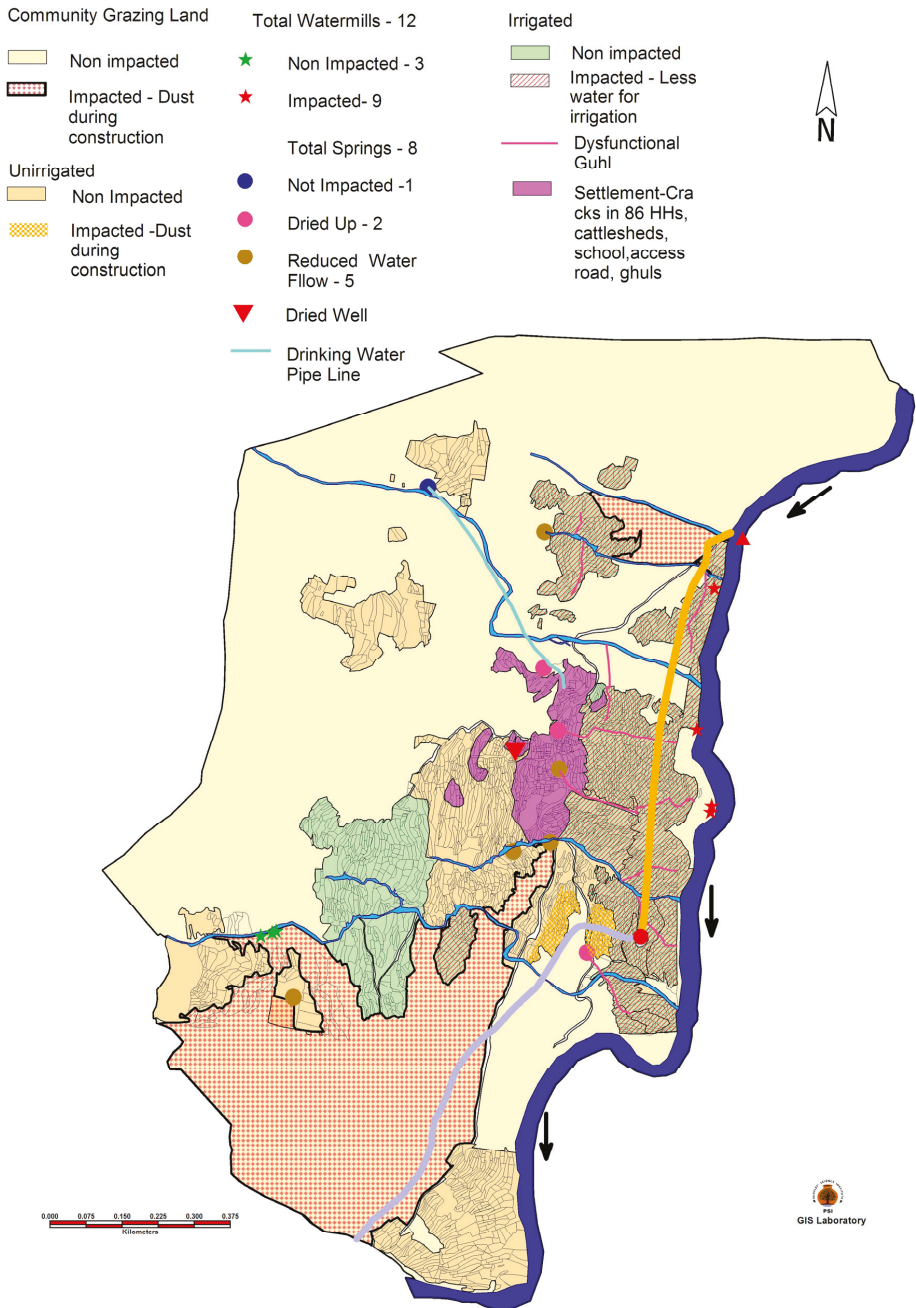 Community Grazing Land
Non impacted
Impacted - Dust
during
construction
Unirrigated
Non Impacted
Impacted -Dust
during
construction
Total Watermills - 12
Non Impacted - 3
Impacted- 9
Total Springs - 8
Not Impacted -1
Dried Up - 2
Reduced Water
Fllow - 5
Dried Well
Drinking Water
Pipe Line
Irrigated
Non impacted
Impacted - Less
water for
irrigation
Dysfunctional
Guhl
Settlement-Cra
cks in 86 HHs,
cattlesheds,
school,access
road, ghuls
N
0.000 0.075 0.150 0.225 0.300 0.375
Kilometers
PSI
GIS Laboratory